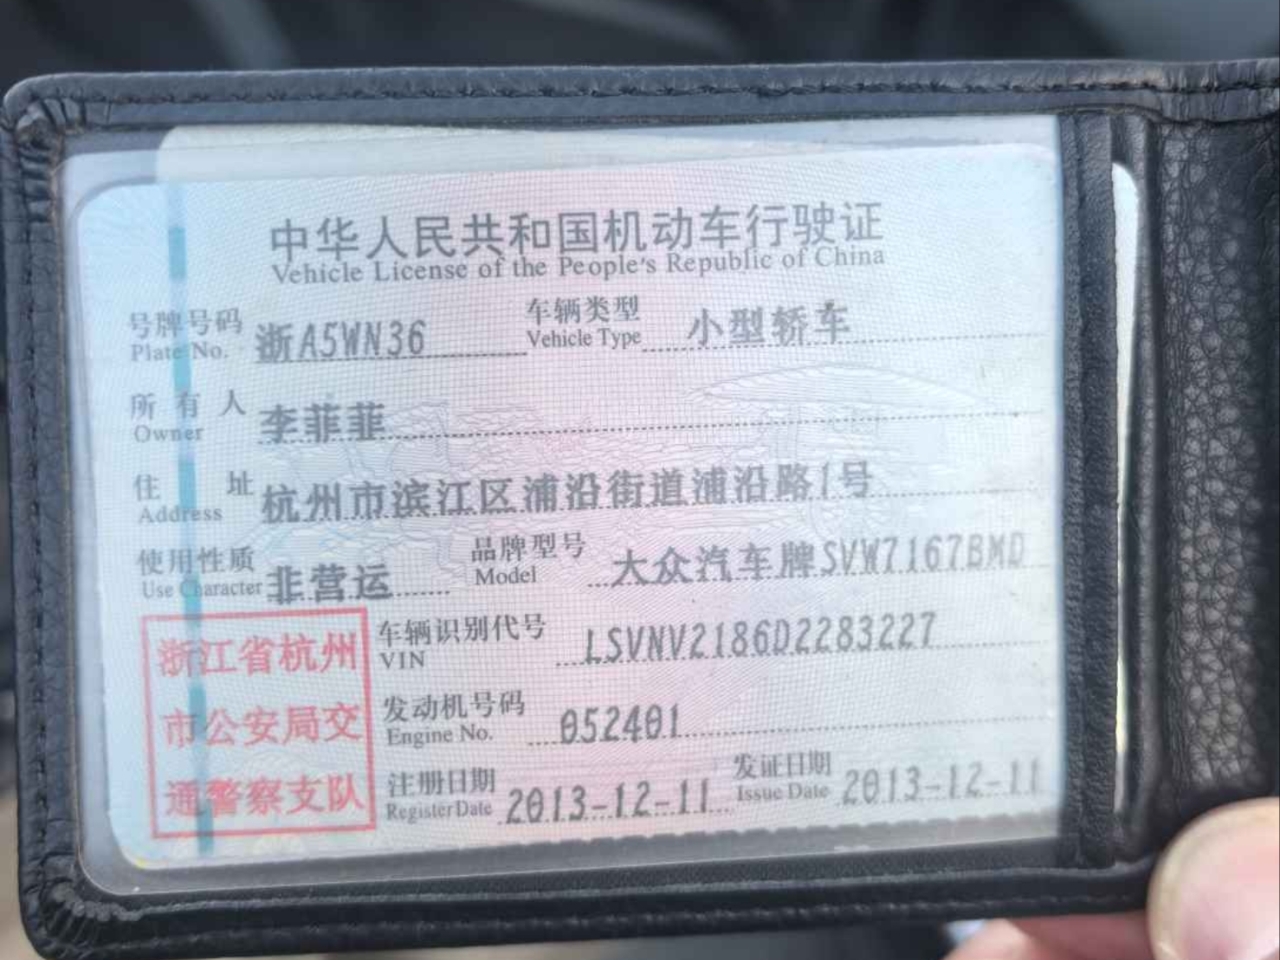 中华人民共和国机动车行驶证
Vehicle License of the People's Republic of China
号牌号码 浙A5WN36 车辆类型 小型轿车
Plate No. Vehicle Type
所有人 李菲菲
Owner
住址 杭州市滨江区浦沿街道浦沿路1号
Address
使用性质 非营运 品牌型号 大众汽车牌SVW7167BMD
Use Character Model
浙江省杭州
市公安局交
通警察支队
车辆识别代号 LSVNV2186D2283227
VIN
发动机号码 052401
Engine No.
注册日期 2013-12-11 发证日期 2013-12-11
Register Date Issue Date